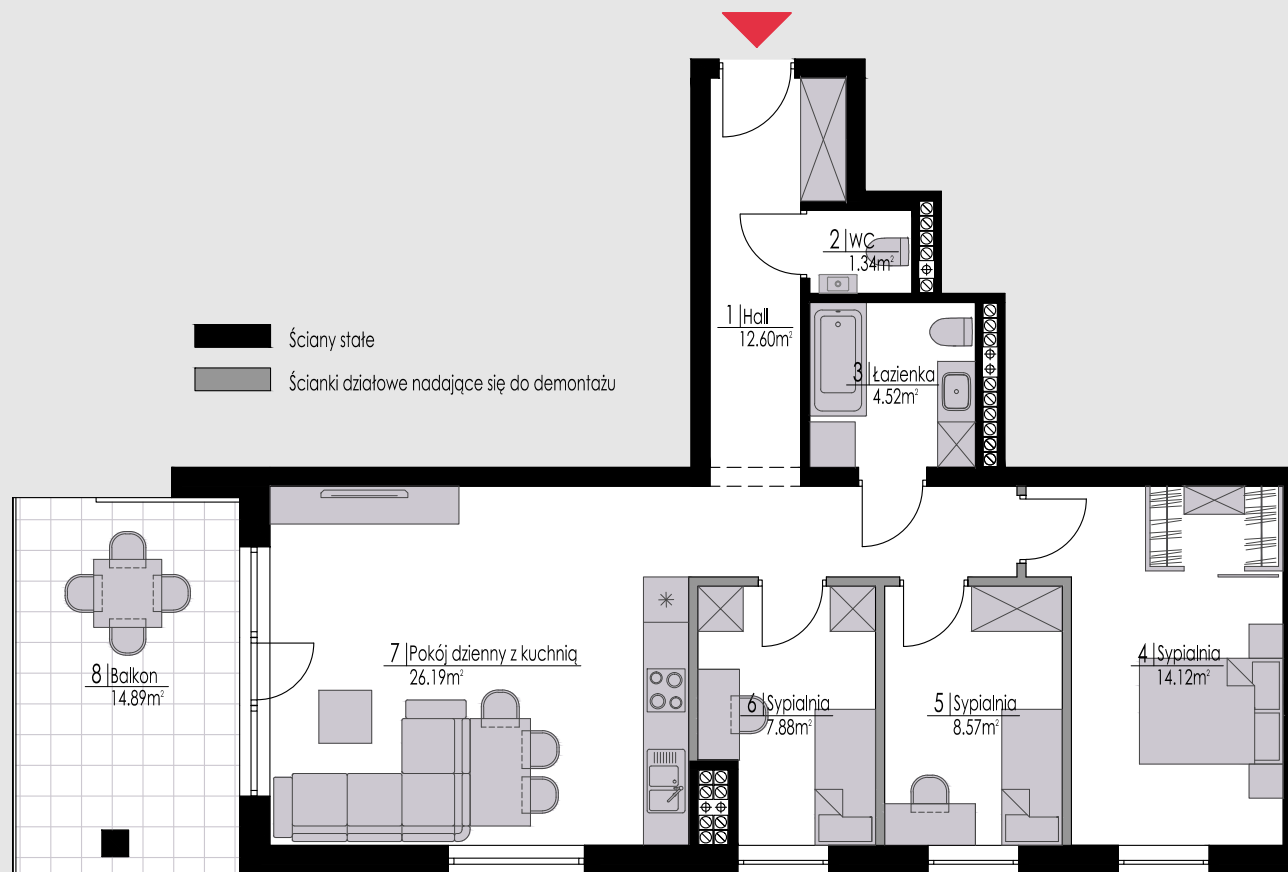 2 | WC
1.34m²
1 | Hall
12.60m²
Ściany stałe
3 | Łazienka
4.52m²
Ścianki działowe nadające się do demontażu
7 | Pokój dzienny z kuchnią
26.19m²
4 | Sypialnia
14.12m²
8 | Balkon
14.89m²
6 | Sypialnia
7.88m²
5 | Sypialnia
8.57m²